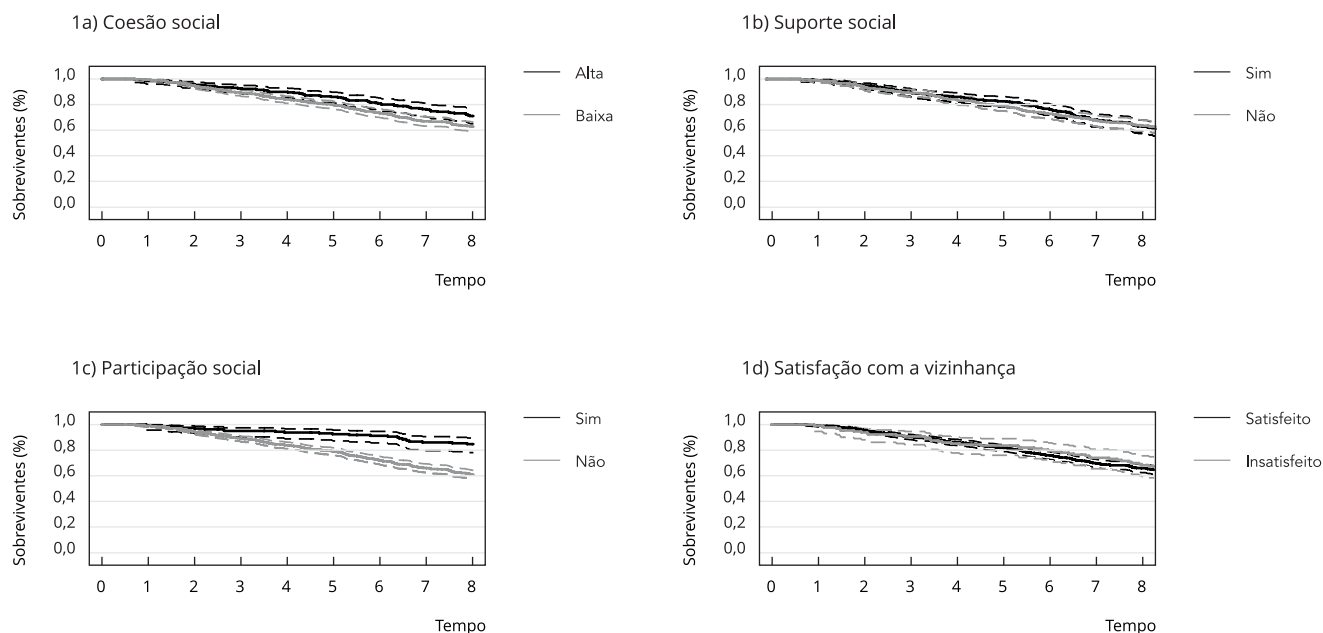 1a) Coesão social
Sobreviventes (%)
1,0
0,8
0,6
0,4
0,2
0,0
0 1 2 3 4 5 6 7 8
Tempo
Alta
Baixa
1b) Suporte social
Sobreviventes (%)
1,0
0,8
0,6
0,4
0,2
0,0
0 1 2 3 4 5 6 7 8
Tempo
Sim
Não
1c) Participação social
Sobreviventes (%)
1,0
0,8
0,6
0,4
0,2
0,0
0 1 2 3 4 5 6 7 8
Tempo
Sim
Não
1d) Satisfação com a vizinhança
Sobreviventes (%)
1,0
0,8
0,6
0,4
0,2
0,0
0 1 2 3 4 5 6 7 8
Tempo
Satisfeito
Insatisfeito